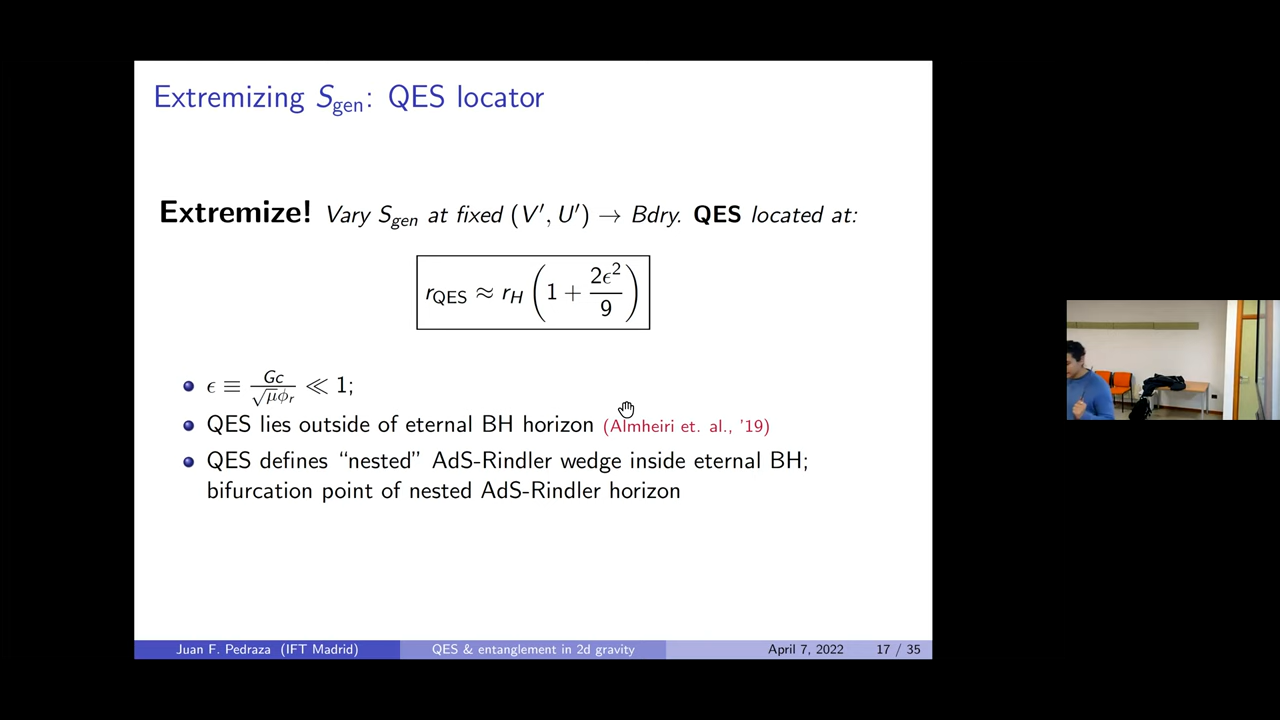 Extremizing S_gen: QES locator
Extremize! Vary S_gen at fixed (V′, U′) → Bdry. QES located at:
r_QES ≈ r_H (1 + 2ϵ²/9)
ϵ ≡ Gc/√μϕ_r ≪ 1;
QES lies outside of eternal BH horizon (Almheiri et. al., '19)
QES defines “nested” AdS-Rindler wedge inside eternal BH;
bifurcation point of nested AdS-Rindler horizon
Juan F. Pedraza (IFT Madrid) QES & entanglement in 2d gravity April 7, 2022 17 / 35